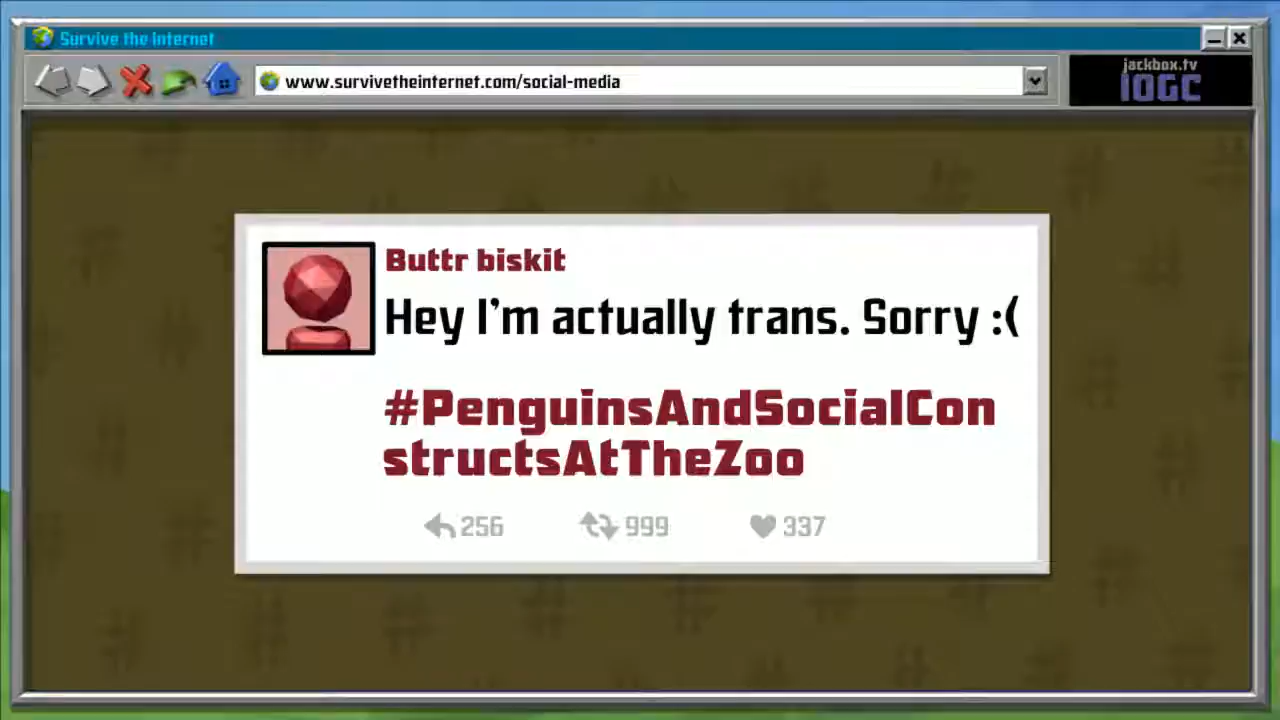 Survive the Internet
www.survivetheinternet.com/social-media
jackbox.tv
IOGC
Buttr biskit
Hey I'm actually trans. Sorry :(
#PenguinsAndSocialCon
structsAtTheZoo
256 999 337